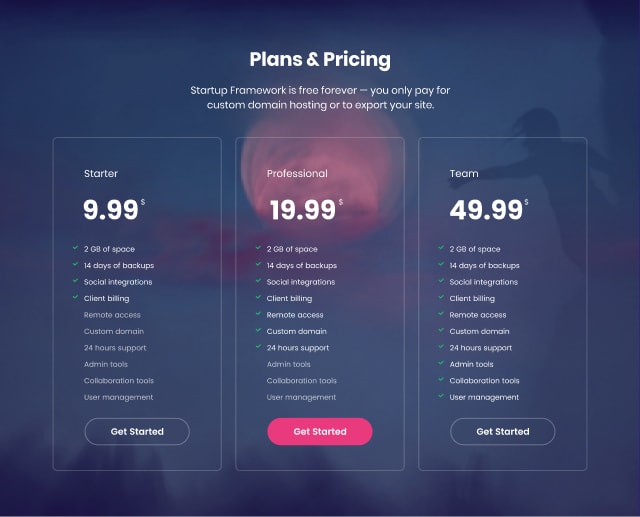 Plans & Pricing
Startup Framework is free forever — you only pay for
custom domain hosting or to export your site.
Starter
9.99$
2 GB of space
14 days of backups
Social integrations
Client billing
Remote access
Custom domain
24 hours support
Admin tools
Collaboration tools
User management
Get Started
Professional
19.99$
2 GB of space
14 days of backups
Social integrations
Client billing
Remote access
Custom domain
24 hours support
Admin tools
Collaboration tools
User management
Get Started
Team
49.99$
2 GB of space
14 days of backups
Social integrations
Client billing
Remote access
Custom domain
24 hours support
Admin tools
Collaboration tools
User management
Get Started